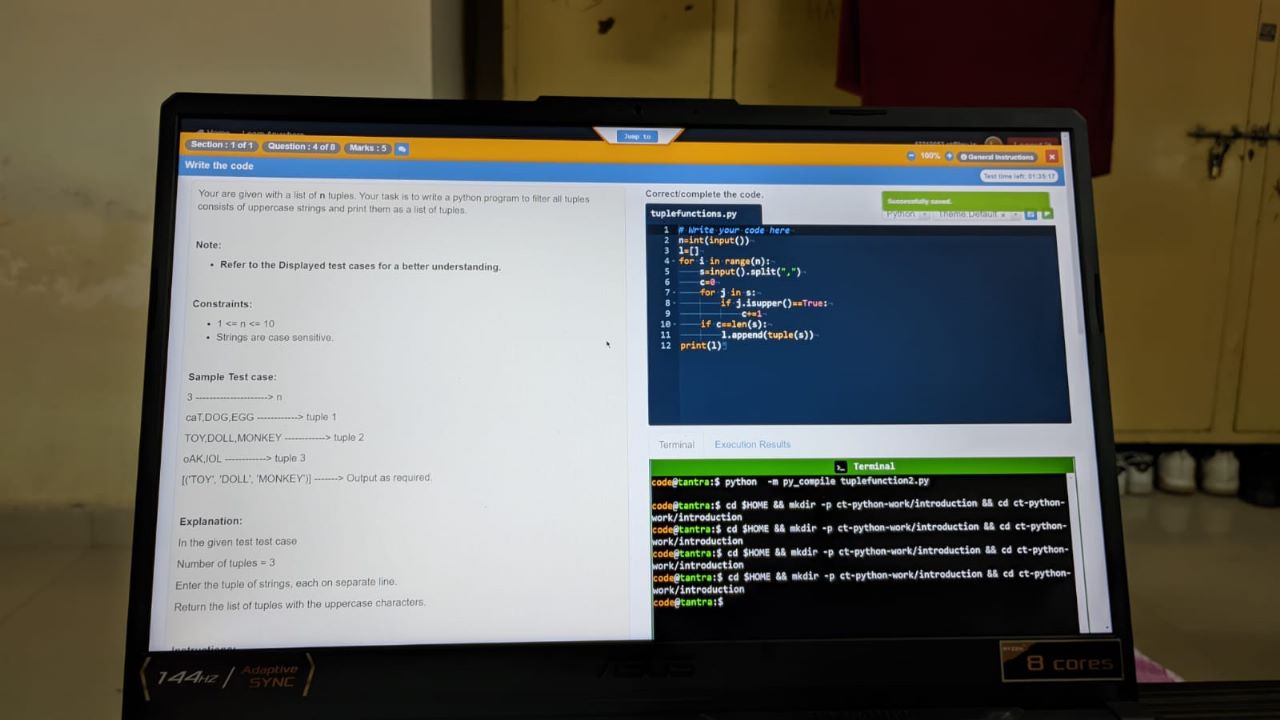 Jump to
Section : 1 of 1 Question : 4 of 8 Marks : 5
100% General Instructions
Write the code
Test time left: 01:35:17
Your are given with a list of n tuples. Your task is to write a python program to filter all tuples
consists of uppercase strings and print them as a list of tuples.
Note:
• Refer to the Displayed test cases for a better understanding.
Constraints:
• 1 <= n <= 10
• Strings are case sensitive.
Sample Test case:
3 ---------------------> n
caT,DOG,EGG ------------> tuple 1
TOY,DOLL,MONKEY ------------> tuple 2
oAK,IOL ------------> tuple 3
[('TOY', 'DOLL', 'MONKEY')] -------> Output as required.
Explanation:
In the given test test case
Number of tuples = 3
Enter the tuple of strings, each on separate line.
Return the list of tuples with the uppercase characters.
Correct/complete the code.
Successfully saved.
Python Theme:Default
tuplefunctions.py
1 # Write your code here
2 n=int(input())
3 l=[]
4 for i in range(n):
5 s=input().split(",")
6 c=0
7 for j in s:
8 if j.isupper()==True:
9 c+=1
10 if c==len(s):
11 l.append(tuple(s))
12 print(l)
Terminal Execution Results
Terminal
code@tantra:$ python -m py_compile tuplefunction2.py
code@tantra:$ cd $HOME && mkdir -p ct-python-work/introduction && cd ct-python-
work/introduction
code@tantra:$ cd $HOME && mkdir -p ct-python-work/introduction && cd ct-python-
work/introduction
code@tantra:$ cd $HOME && mkdir -p ct-python-work/introduction && cd ct-python-
work/introduction
code@tantra:$ cd $HOME && mkdir -p ct-python-work/introduction && cd ct-python-
work/introduction
code@tantra:$
ASUS
144Hz / Adaptive
SYNC
RYZEN
8 cores